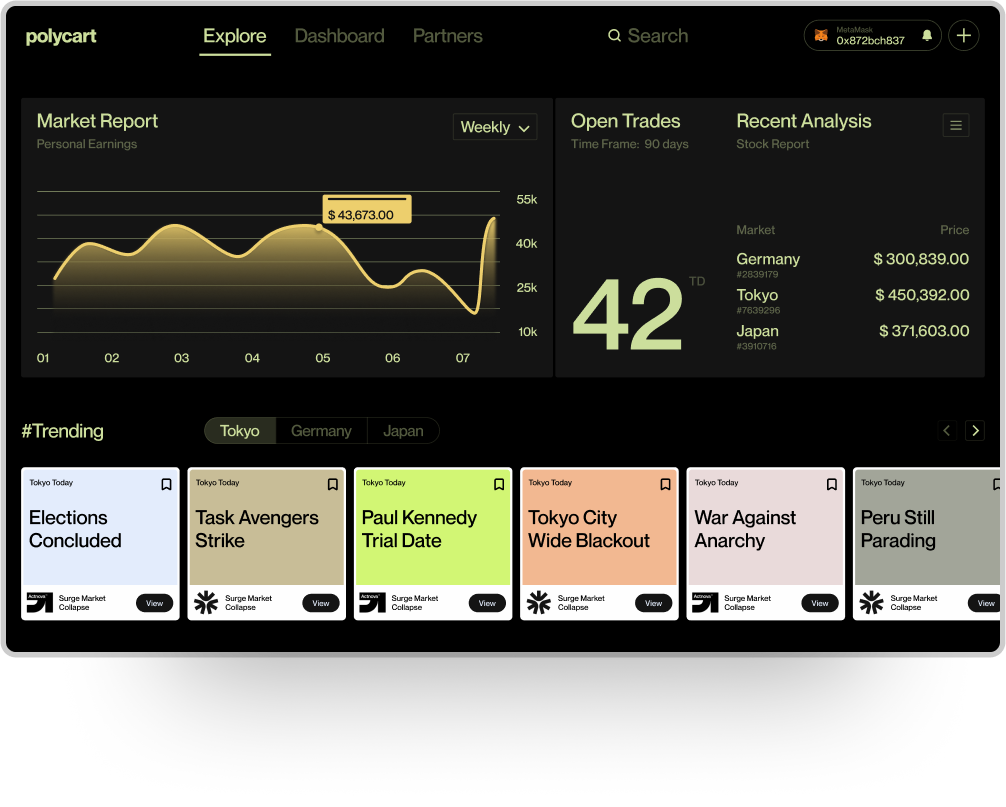 polycart
Explore
Dashboard
Partners
Search
MetaMask
0x872bch837
Market Report
Personal Earnings
Weekly
$ 43,673.00
55k
40k
25k
10k
01 02 03 04 05 06 07
Open Trades
Time Frame: 90 days
42
TD
Recent Analysis
Stock Report
Market Price
Germany $ 300,839.00
#2839179
Tokyo $ 450,392.00
#7639296
Japan $ 371,603.00
#3910716
#Trending
Tokyo
Germany
Japan
Tokyo Today
Elections
Concluded
Actnova
Surge Market
Collapse
View
Tokyo Today
Task Avengers
Strike
Surge Market
Collapse
View
Tokyo Today
Paul Kennedy
Trial Date
Actnova
Surge Market
Collapse
View
Tokyo Today
Tokyo City
Wide Blackout
Surge Market
Collapse
View
Tokyo Today
War Against
Anarchy
Actnova
Surge Market
Collapse
View
Tokyo Today
Peru Still
Parading
Surge Market
Collapse
View